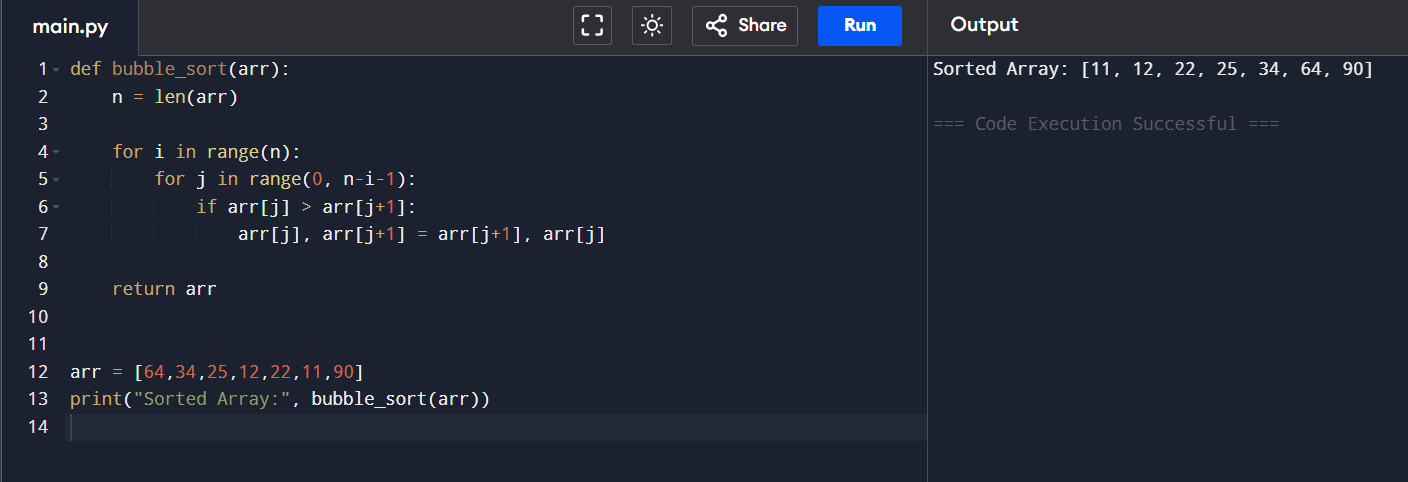 main.py
Share
Run
Output
1 def bubble_sort(arr):
2     n = len(arr)
3
4     for i in range(n):
5         for j in range(0, n-i-1):
6             if arr[j] > arr[j+1]:
7                 arr[j], arr[j+1] = arr[j+1], arr[j]
8
9     return arr
10
11
12 arr = [64,34,25,12,22,11,90]
13 print("Sorted Array:", bubble_sort(arr))
14
Sorted Array: [11, 12, 22, 25, 34, 64, 90]
=== Code Execution Successful ===